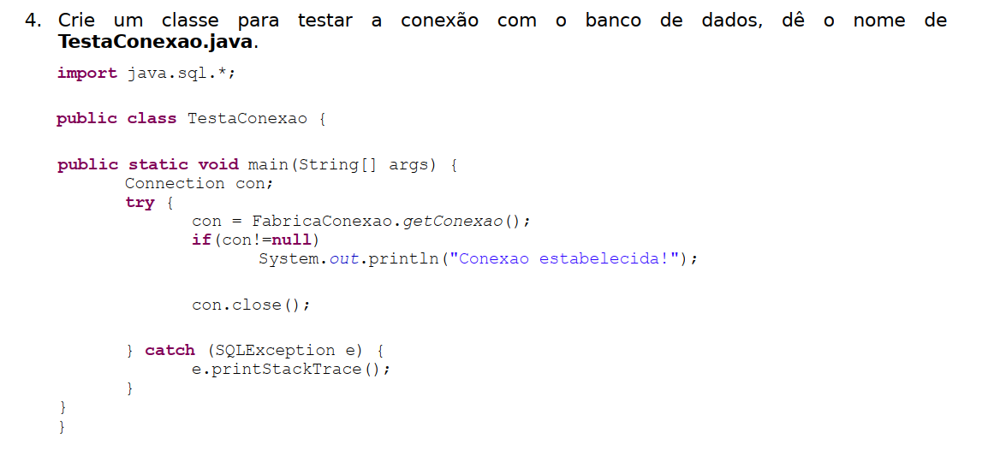 4. Crie um classe para testar a conexão com o banco de dados, dê o nome de
TestaConexao.java.
import java.sql.*;
public class TestaConexao {
public static void main(String[] args) {
Connection con;
try {
con = FabricaConexao.getConexao();
if(con!=null)
System.out.println("Conexao estabelecida!");
con.close();
} catch (SQLException e) {
e.printStackTrace();
}
}
}